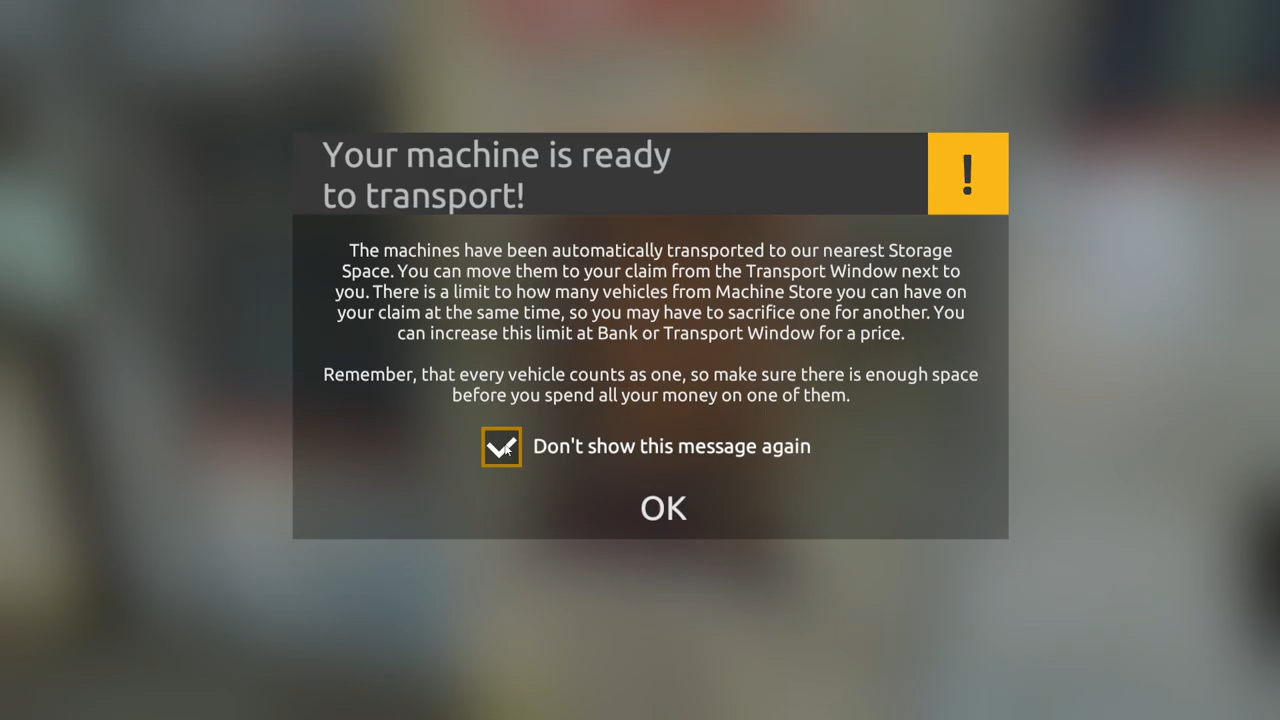 Your machine is ready
to transport!
!
The machines have been automatically transported to our nearest Storage
Space. You can move them to your claim from the Transport Window next to
you. There is a limit to how many vehicles from Machine Store you can have on
your claim at the same time, so you may have to sacrifice one for another. You
can increase this limit at Bank or Transport Window for a price.
Remember, that every vehicle counts as one, so make sure there is enough space
before you spend all your money on one of them.
Don't show this message again
OK